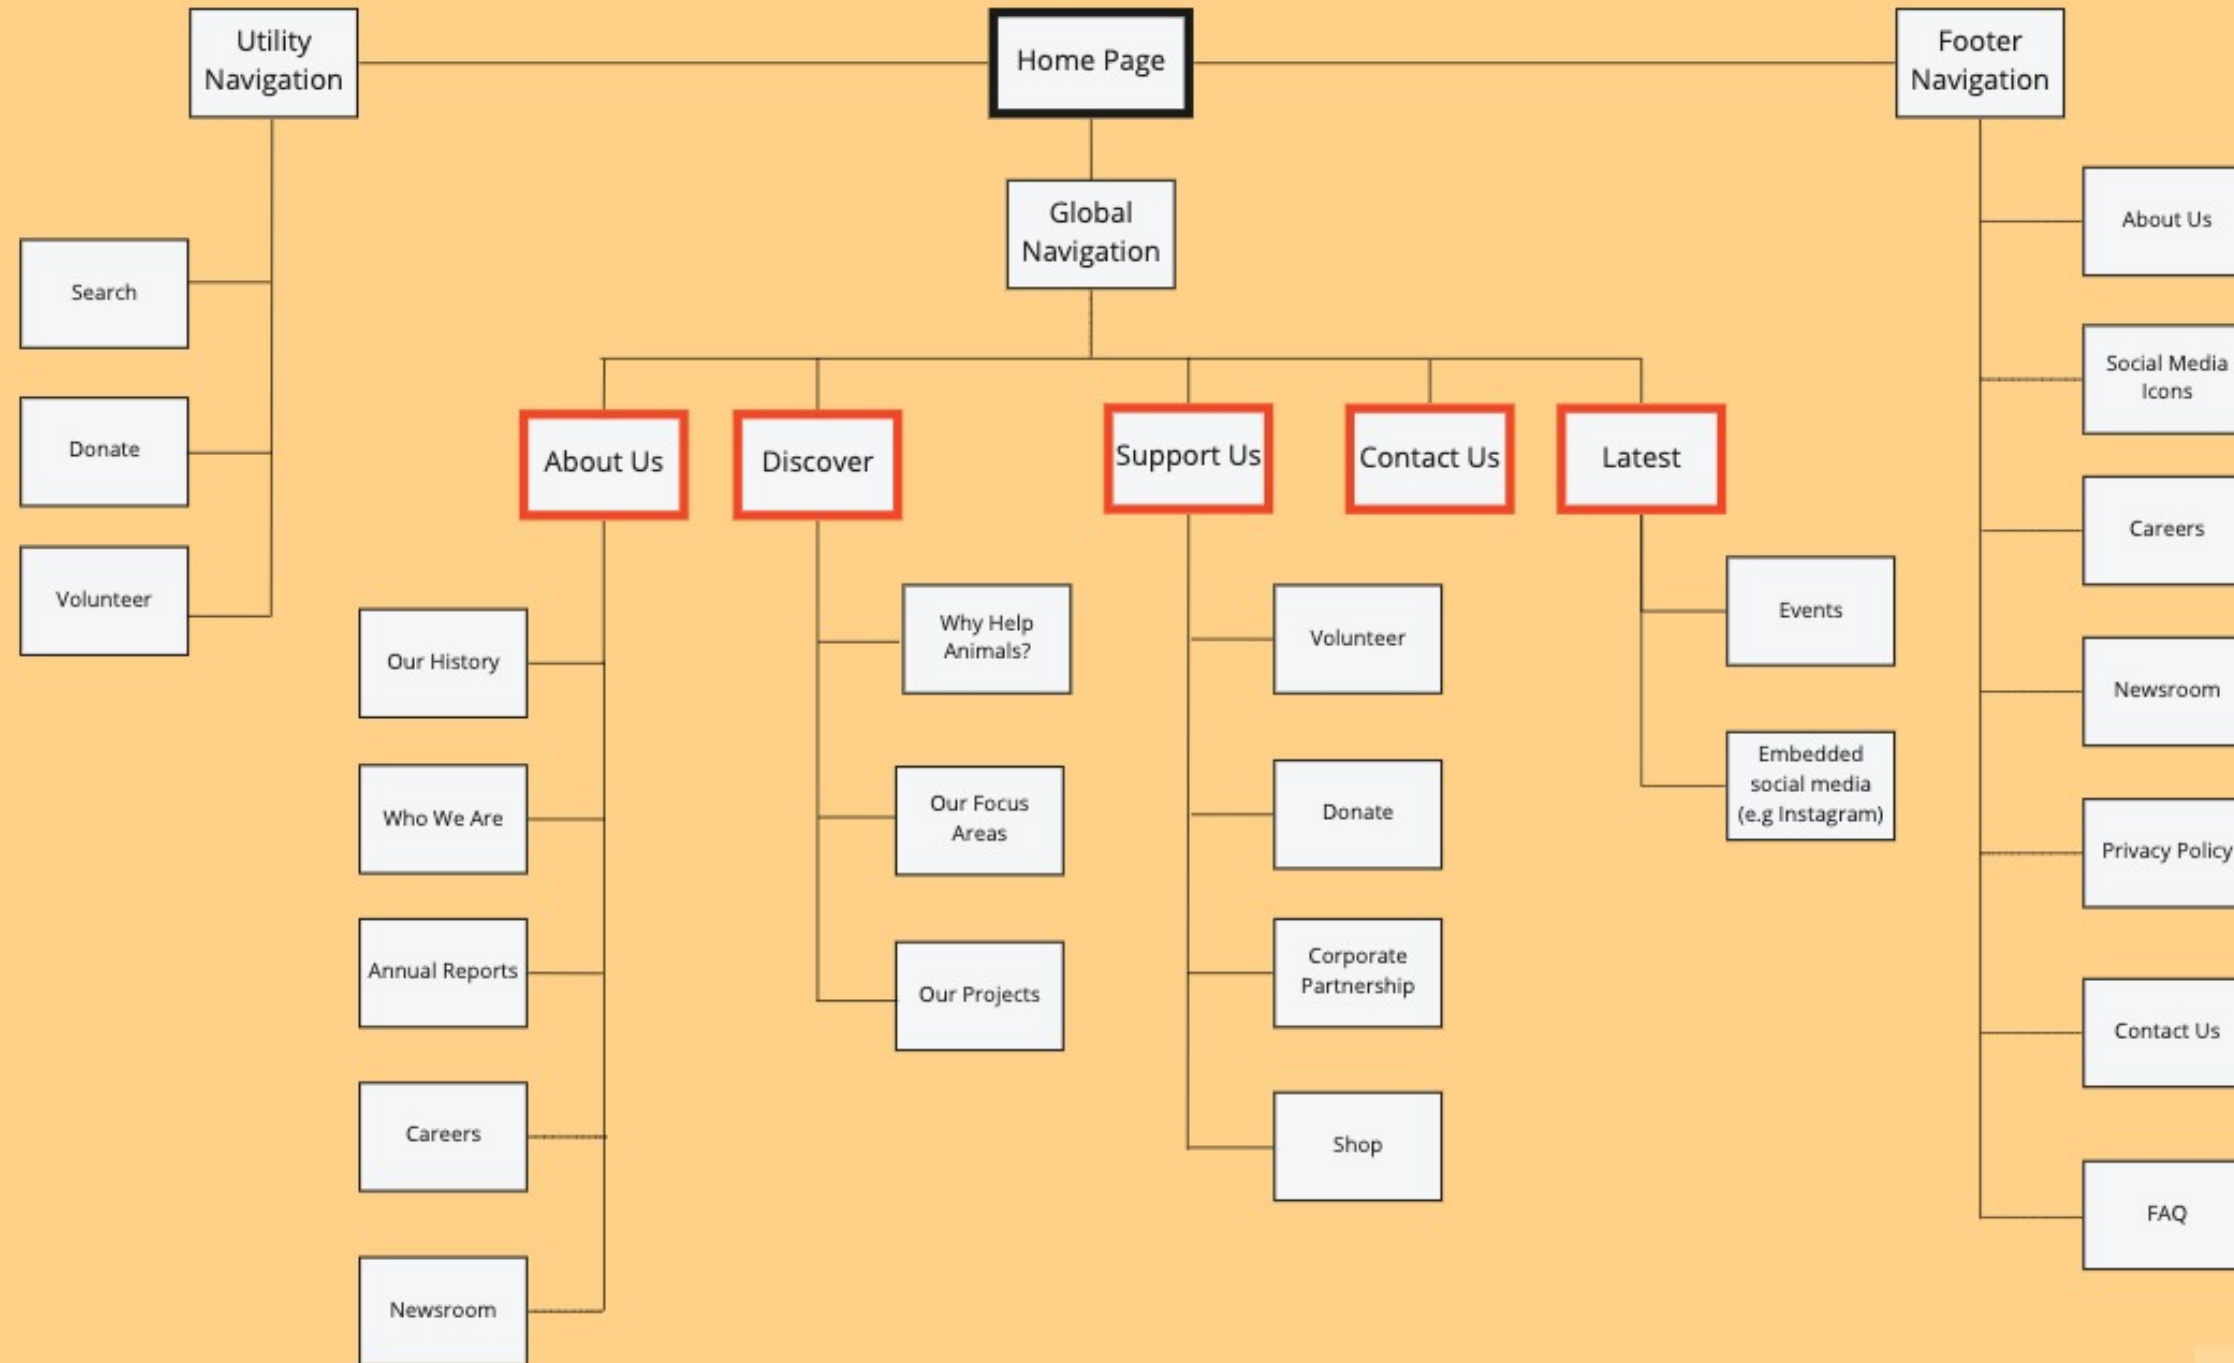 Utility
Navigation
Home Page
Footer
Navigation
Global
Navigation
Search
Donate
Volunteer
About Us
Discover
Support Us
Contact Us
Latest
Our History
Who We Are
Annual Reports
Careers
Newsroom
Why Help
Animals?
Our Focus
Areas
Our Projects
Volunteer
Donate
Corporate
Partnership
Shop
Events
Embedded
social media
(e.g Instagram)
About Us
Social Media
Icons
Careers
Newsroom
Privacy Policy
Contact Us
FAQ